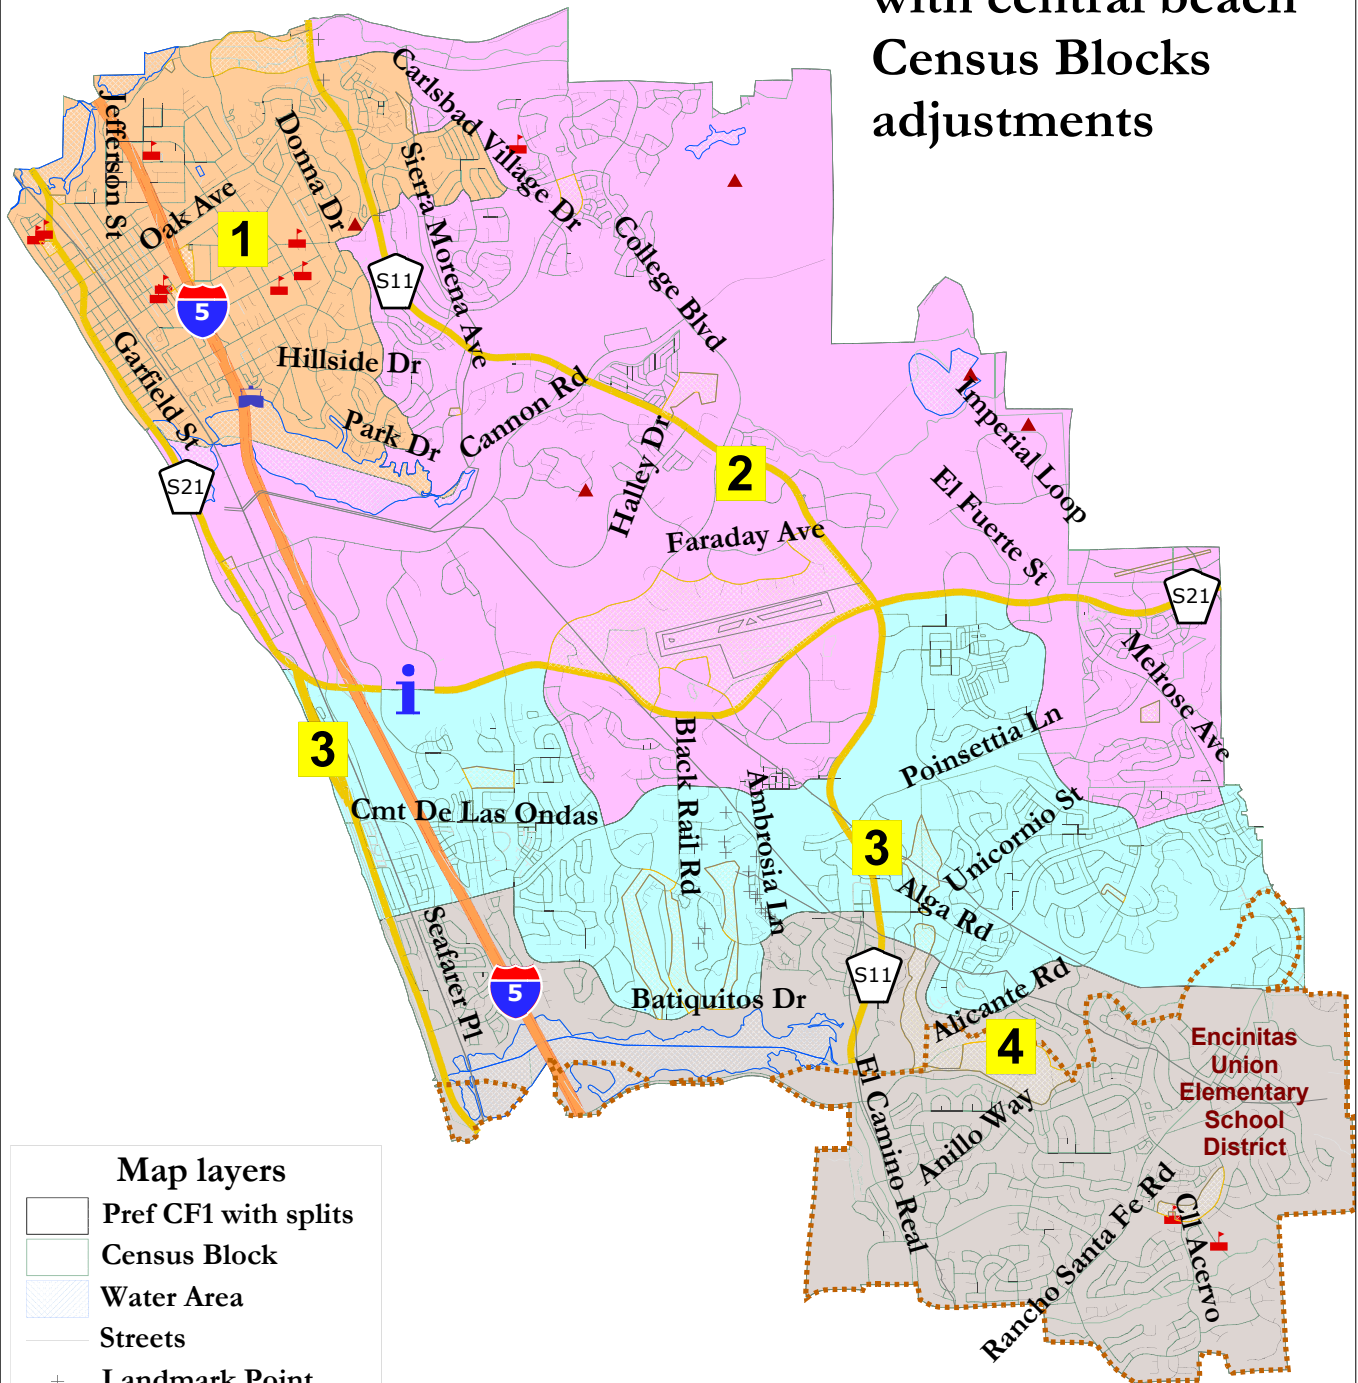 with central beach
Census Blocks
adjustments
Jefferson St
Oak Ave
Donna Dr
Carlsbad Village Dr
Sierra Morena Ave
College Blvd
1
S11
5
Garfield St
Hillside Dr
Park Dr
Cannon Rd
Halley Dr
2
Imperial Loop
El Fuerte St
S21
Faraday Ave
S21
Melrose Ave
i
3
Black Rail Rd
Poinsettia Ln
Cmt De Las Ondas
Ambrosia Ln
3
Unicornio St
Alga Rd
Seafarer Pl
5
Batiquitos Dr
S11
Alicante Rd
4
Encinitas
Union
Elementary
School
District
El Camino Real
Anillo Way
Rancho Santa Fe Rd
Cll Acervo
Map layers
Pref CF1 with splits
Census Block
Water Area
Streets
Landmark Point